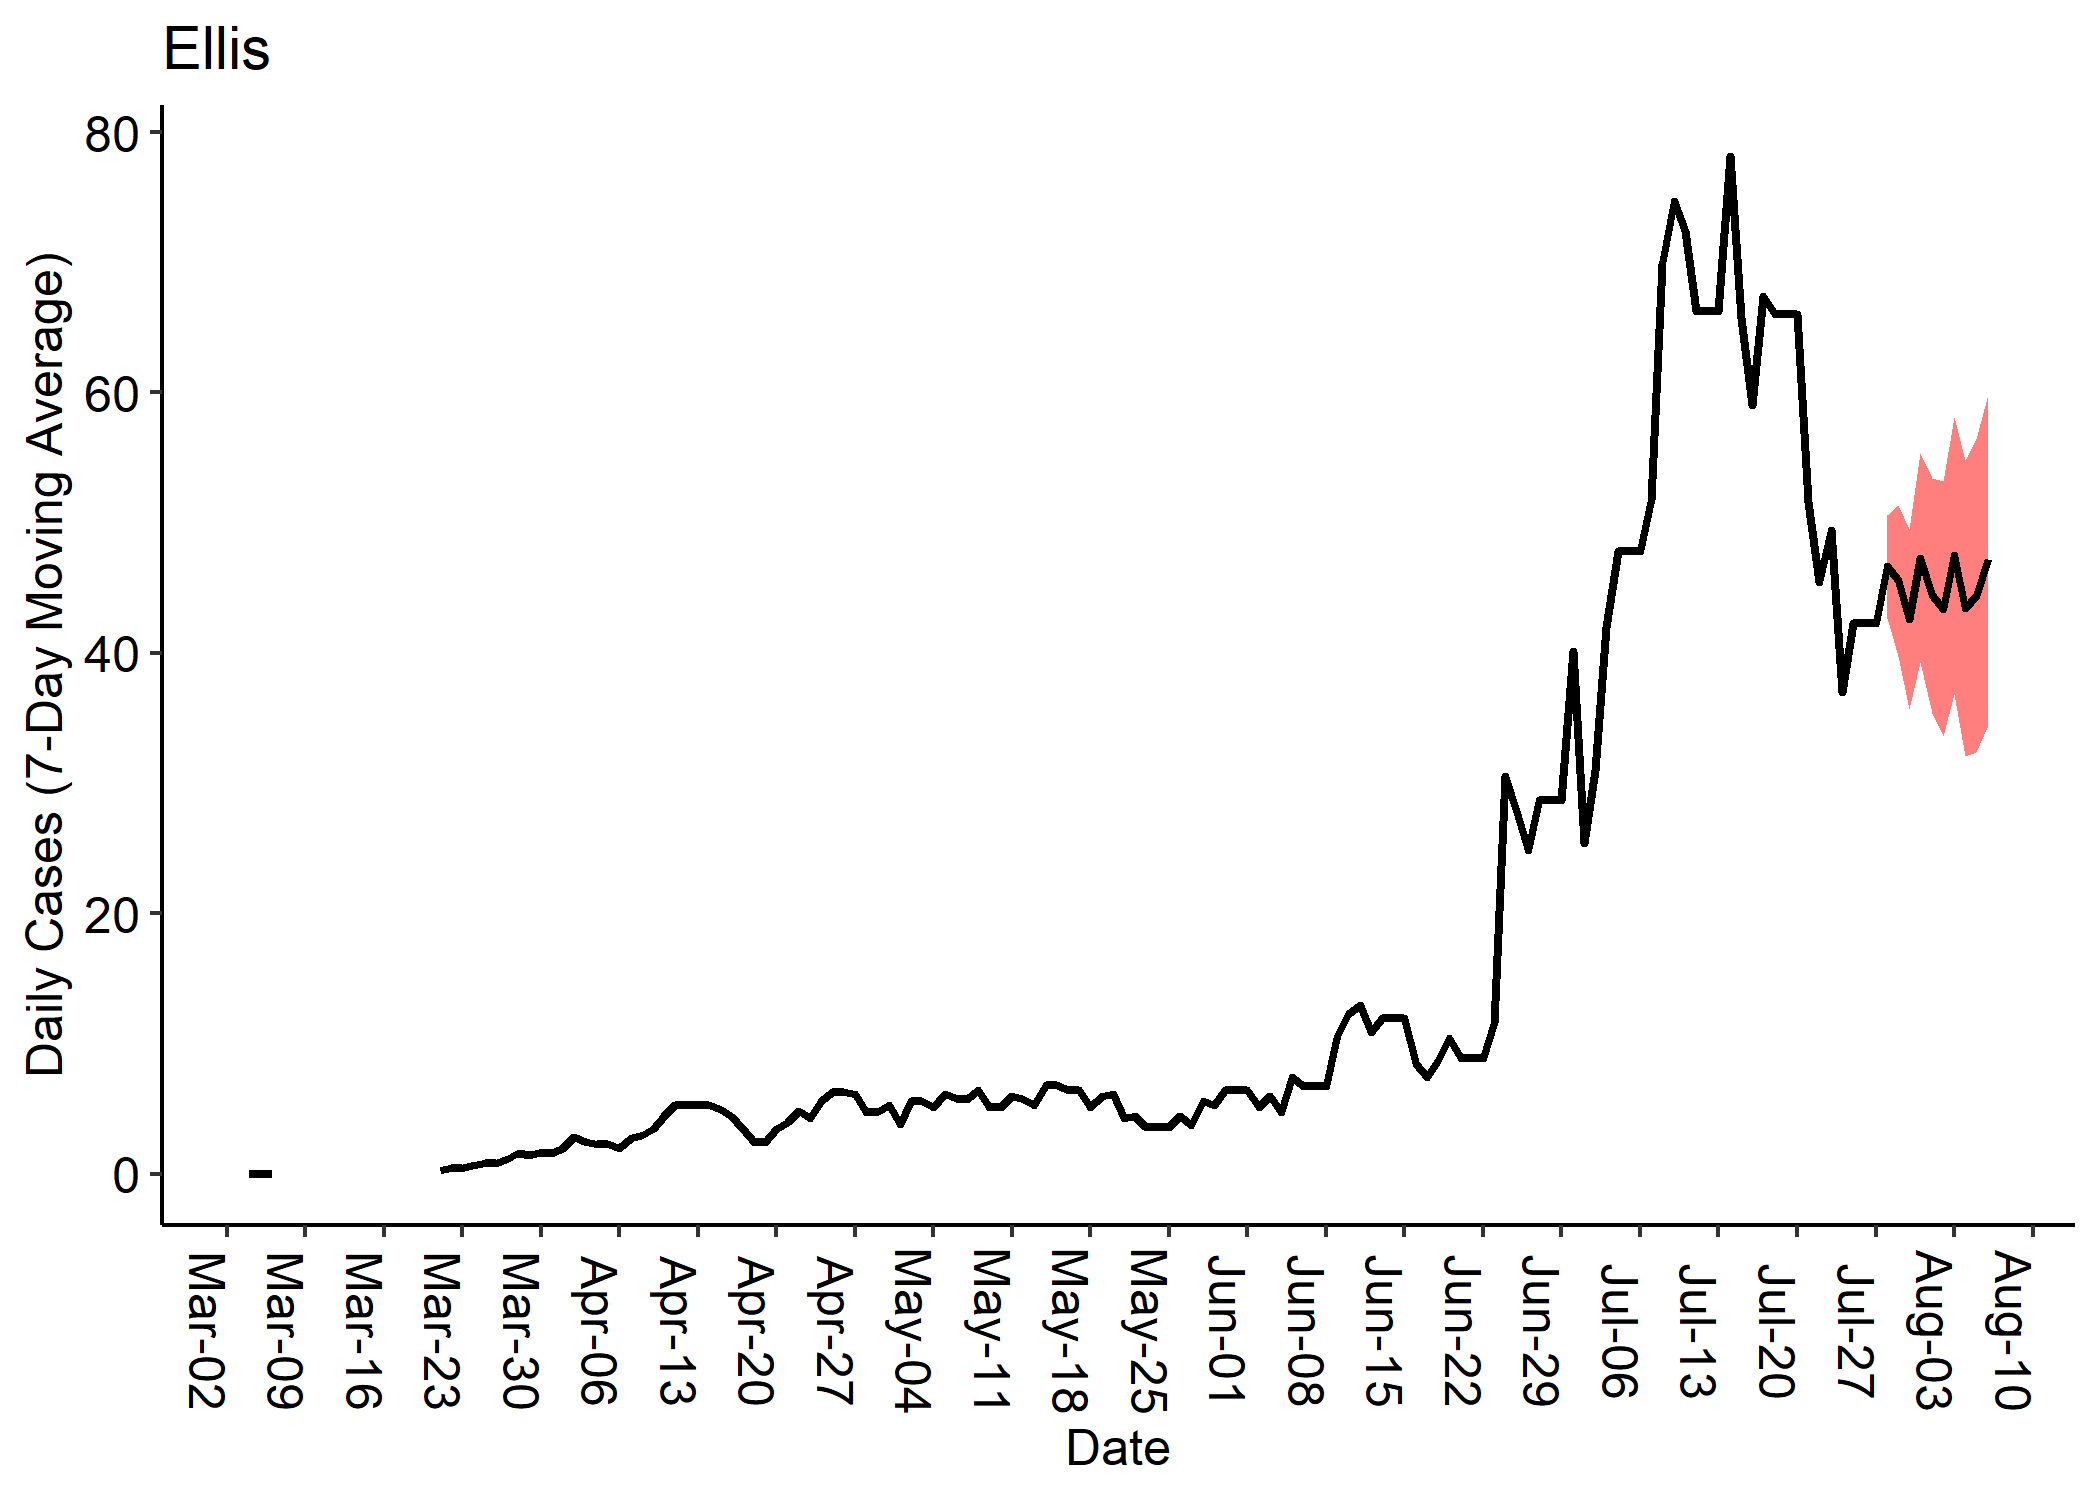 Ellis
Daily Cases (7-Day Moving Average)
80
60
40
20
0
Mar-02
Mar-09
Mar-16
Mar-23
Mar-30
Apr-06
Apr-13
Apr-20
Apr-27
May-04
May-11
May-18
May-25
Jun-01
Jun-08
Jun-15
Jun-22
Jun-29
Jul-06
Jul-13
Jul-20
Jul-27
Aug-03
Aug-10
Date